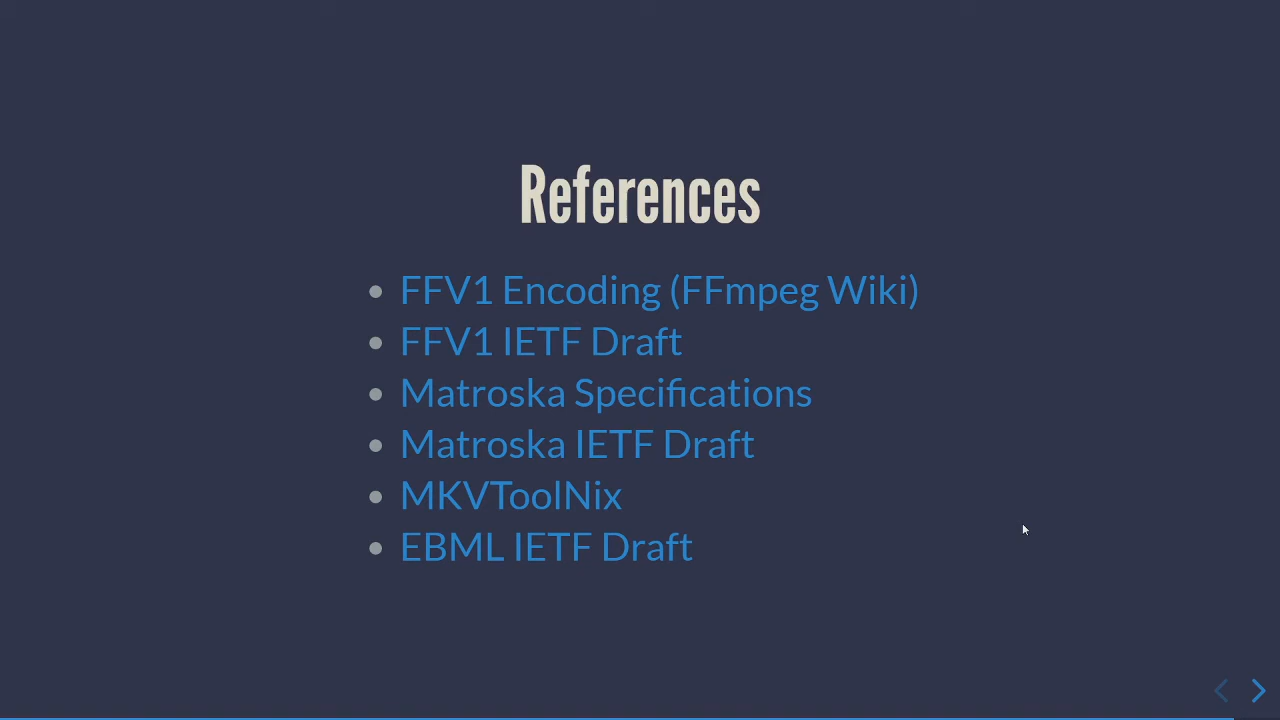 References
FFV1 Encoding (FFmpeg Wiki)
FFV1 IETF Draft
Matroska Specifications
Matroska IETF Draft
MKVToolNix
EBML IETF Draft